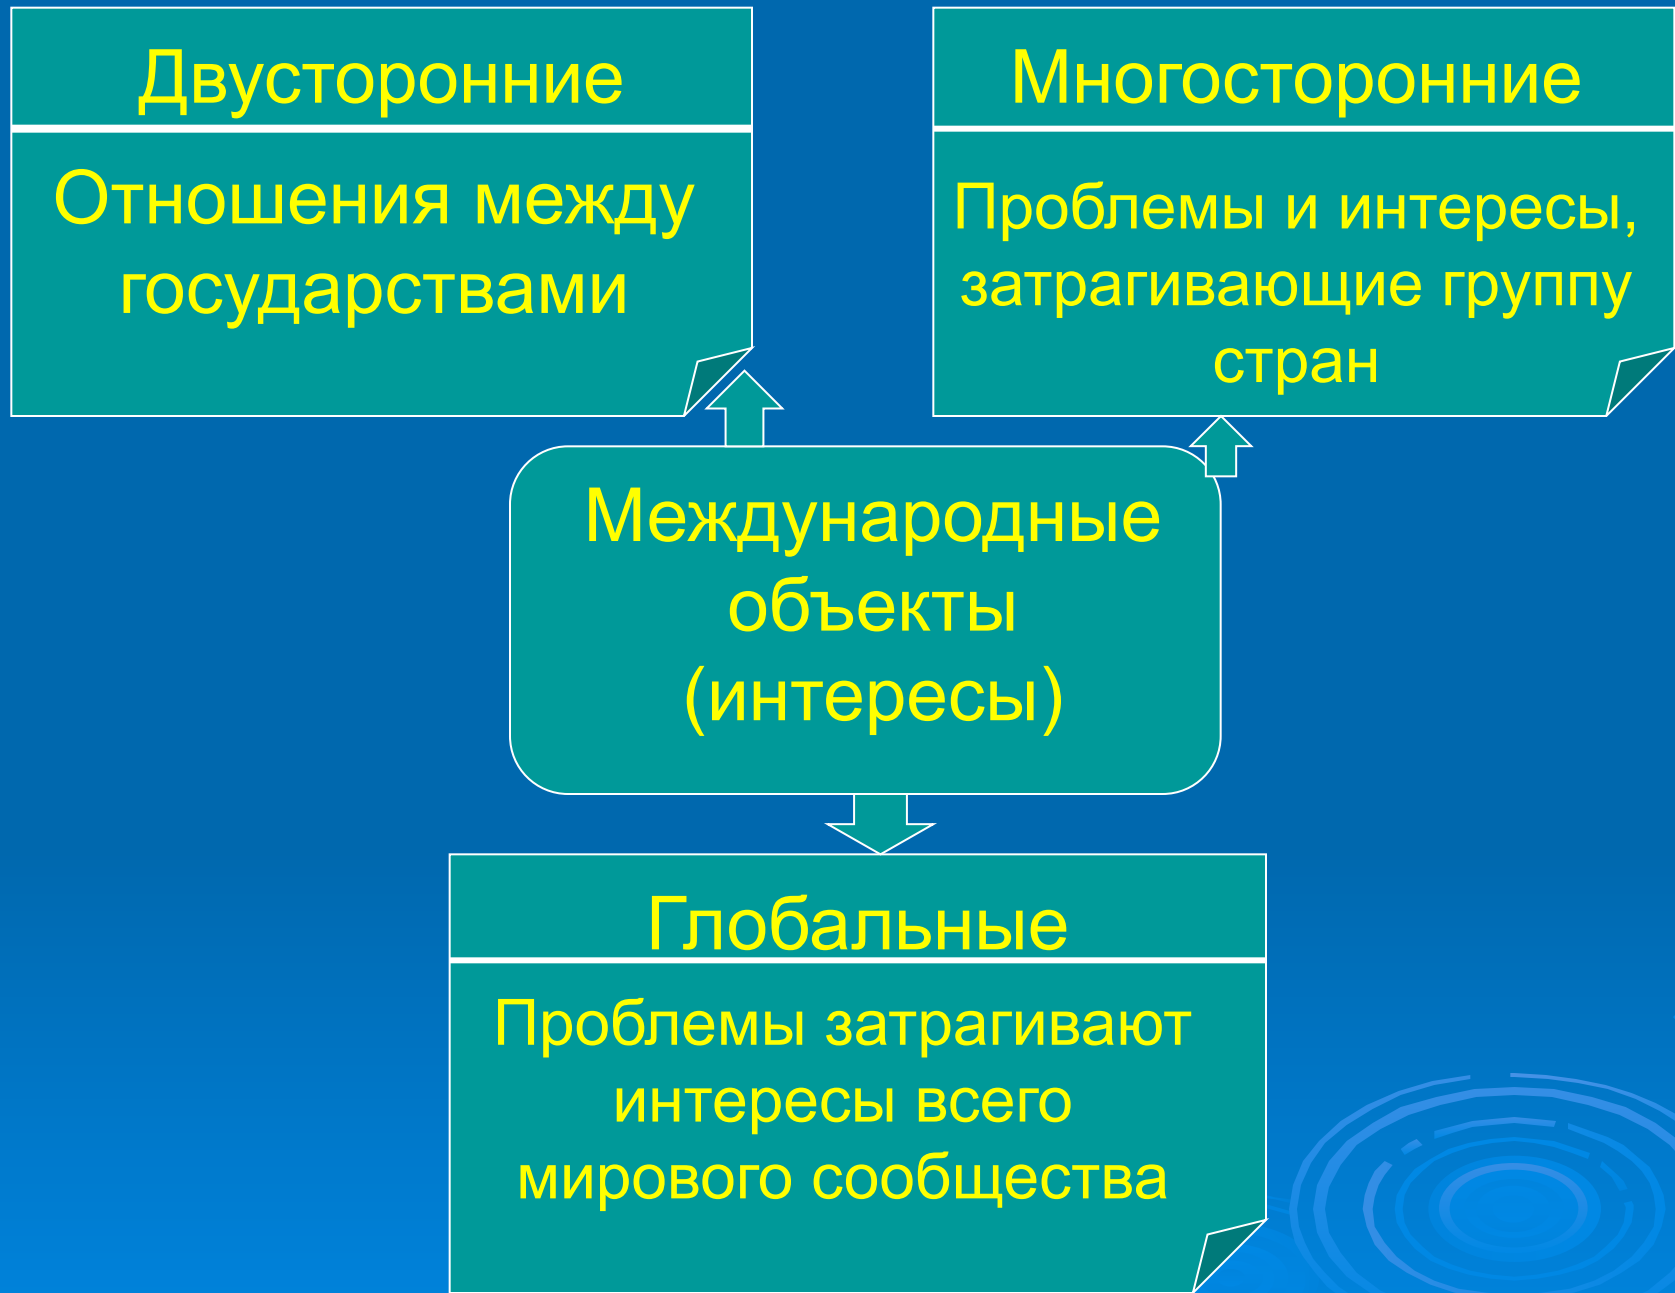 Двусторонние
Отношения между
государствами
Многосторонние
Проблемы и интересы,
затрагивающие группу
стран
Международные
объекты
(интересы)
Глобальные
Проблемы затрагивают
интересы всего
мирового сообщества